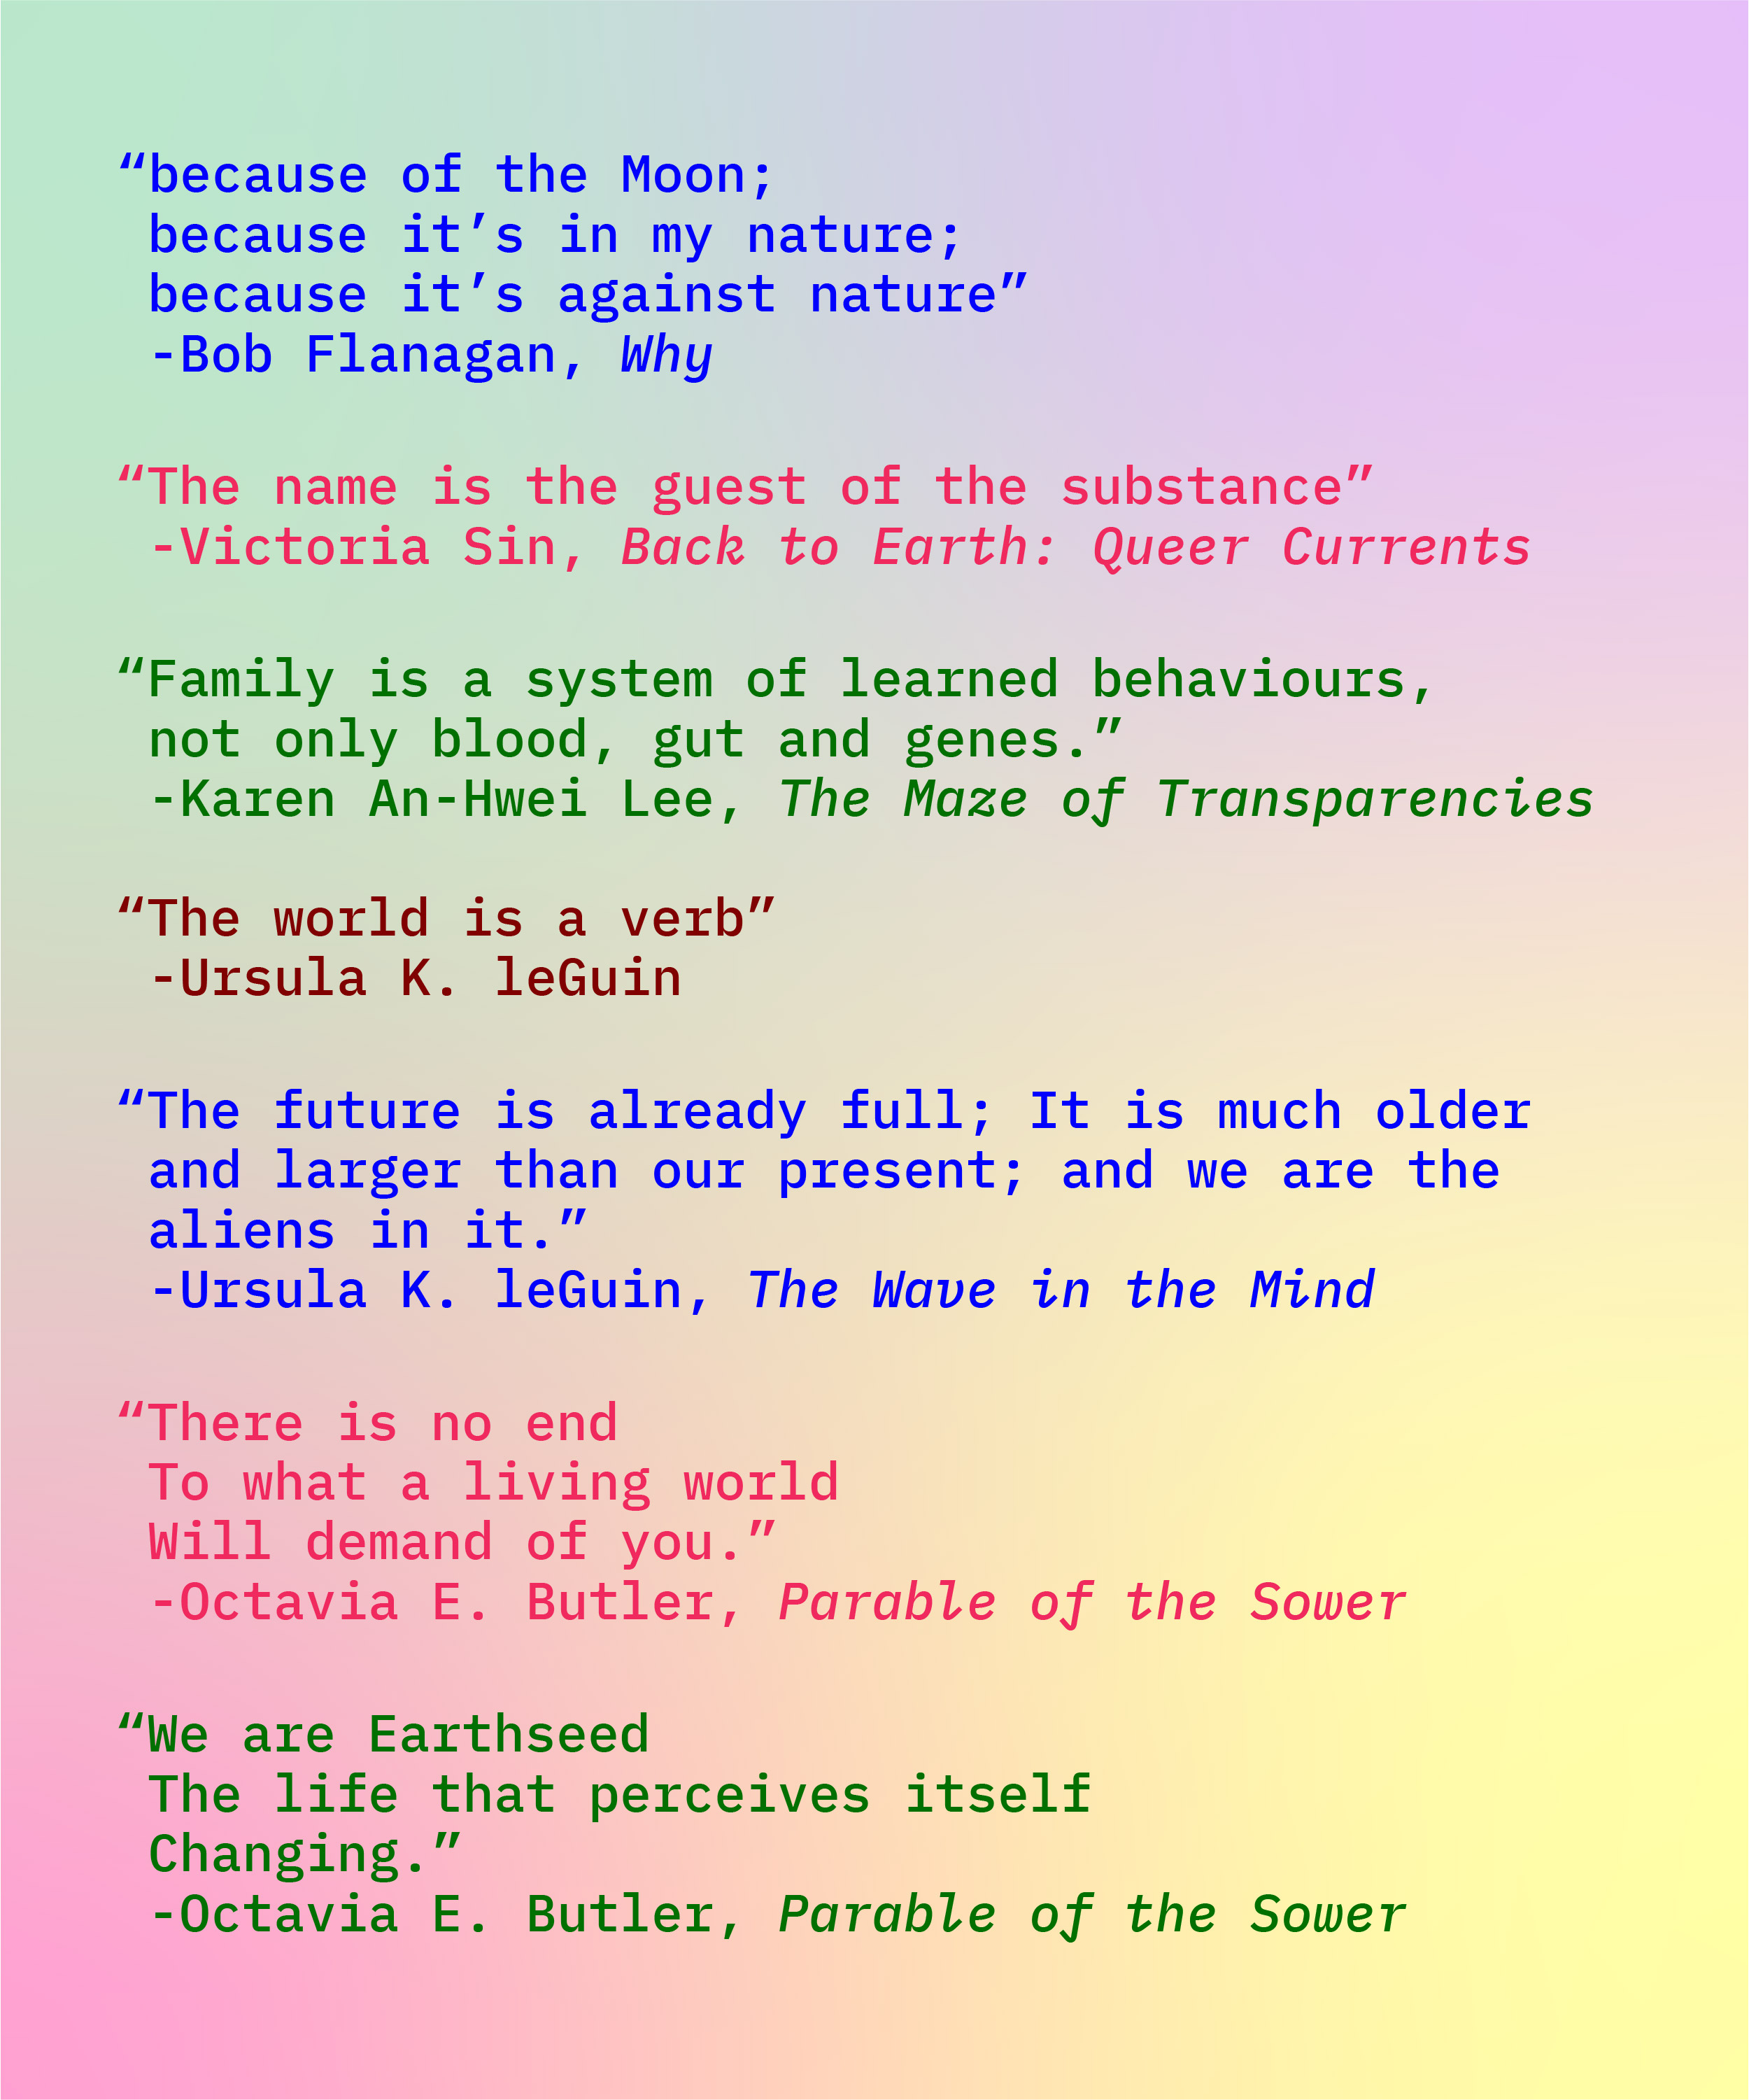 “because of the Moon;
because it’s in my nature;
because it’s against nature”
-Bob Flanagan, Why
“The name is the guest of the substance”
-Victoria Sin, Back to Earth: Queer Currents
“Family is a system of learned behaviours,
not only blood, gut and genes.”
-Karen An-Hwei Lee, The Maze of Transparencies
“The world is a verb”
-Ursula K. leGuin
“The future is already full; It is much older
and larger than our present; and we are the
aliens in it.”
-Ursula K. leGuin, The Wave in the Mind
“There is no end
To what a living world
Will demand of you.”
-Octavia E. Butler, Parable of the Sower
“We are Earthseed
The life that perceives itself
Changing.”
-Octavia E. Butler, Parable of the Sower